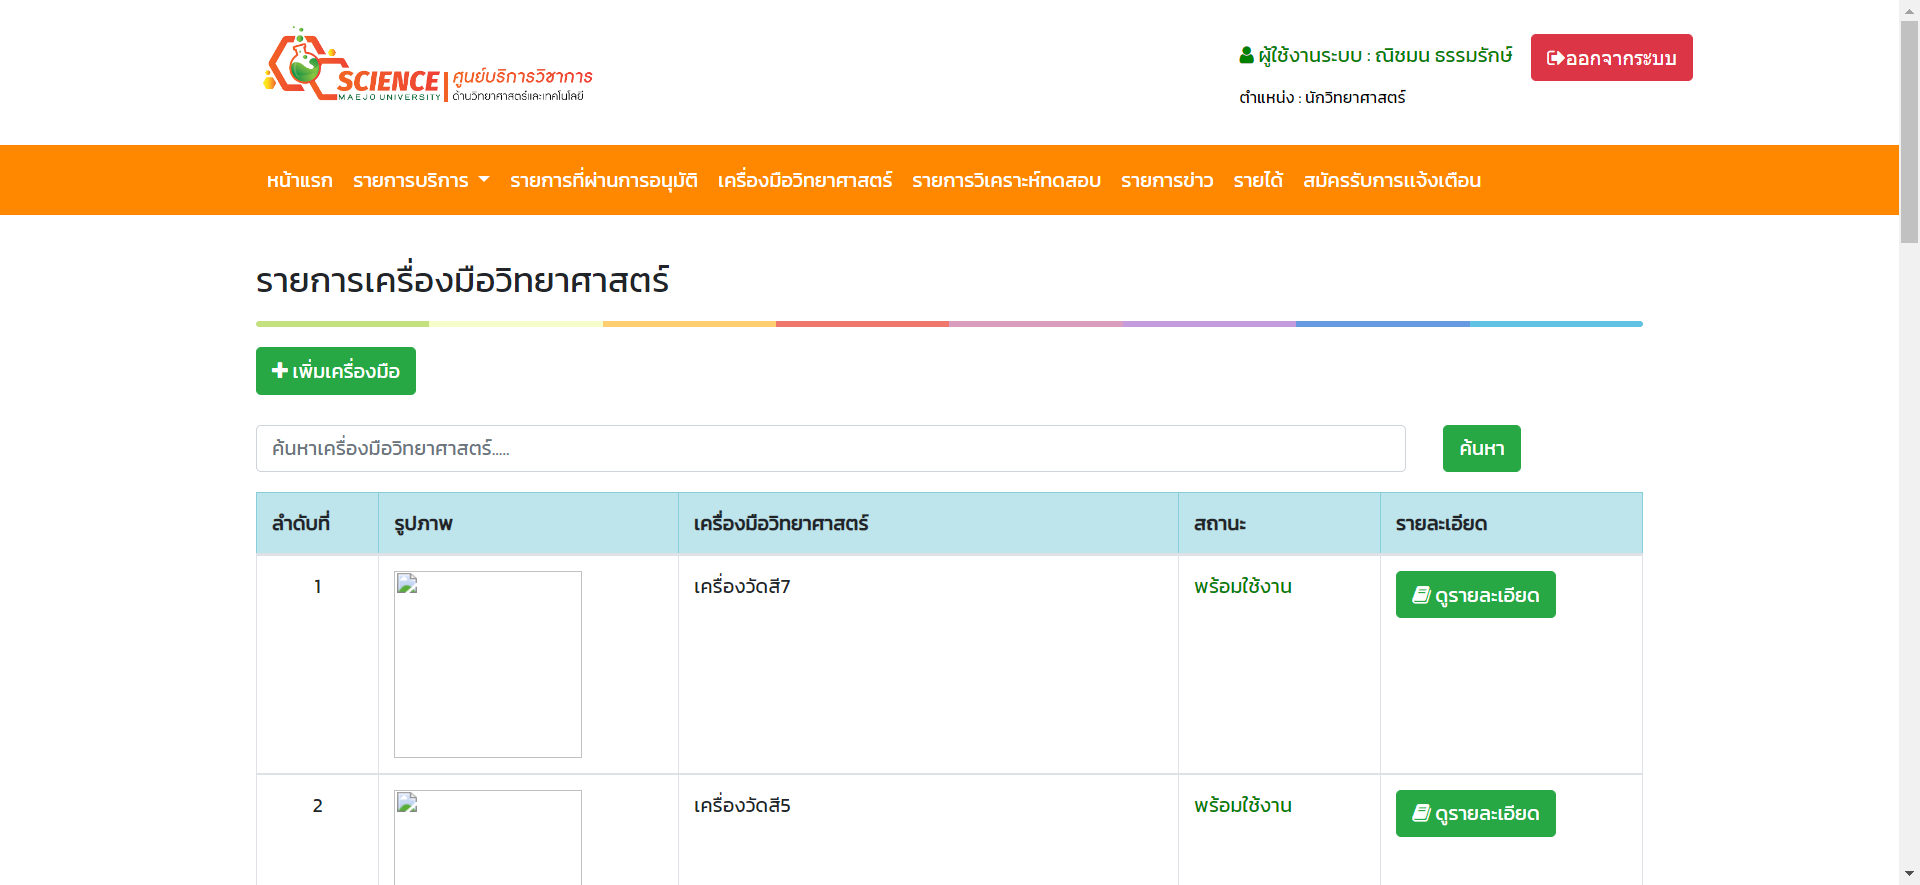 SCIENCE
MAEJO UNIVERSITY
ศูนย์บริการวิชาการ
ด้านวิทยาศาสตร์และเทคโนโลยี
ผู้ใช้งานระบบ : ณิชมน ธรรมรักษ์
ออกจากระบบ
ตำแหน่ง : นักวิทยาศาสตร์
หน้าแรก รายการบริการ รายการที่ผ่านการอนุมัติ เครื่องมือวิทยาศาสตร์ รายการวิเคราะห์ทดสอบ รายการข่าว รายได้ สมัครรับการแจ้งเตือน
รายการเครื่องมือวิทยาศาสตร์
เพิ่มเครื่องมือ
ค้นหาเครื่องมือวิทยาศาสตร์.....
ค้นหา
ลำดับที่ รูปภาพ เครื่องมือวิทยาศาสตร์ สถานะ รายละเอียด
1 เครื่องวัดสี7 พร้อมใช้งาน ดูรายละเอียด
2 เครื่องวัดสี5 พร้อมใช้งาน ดูรายละเอียด